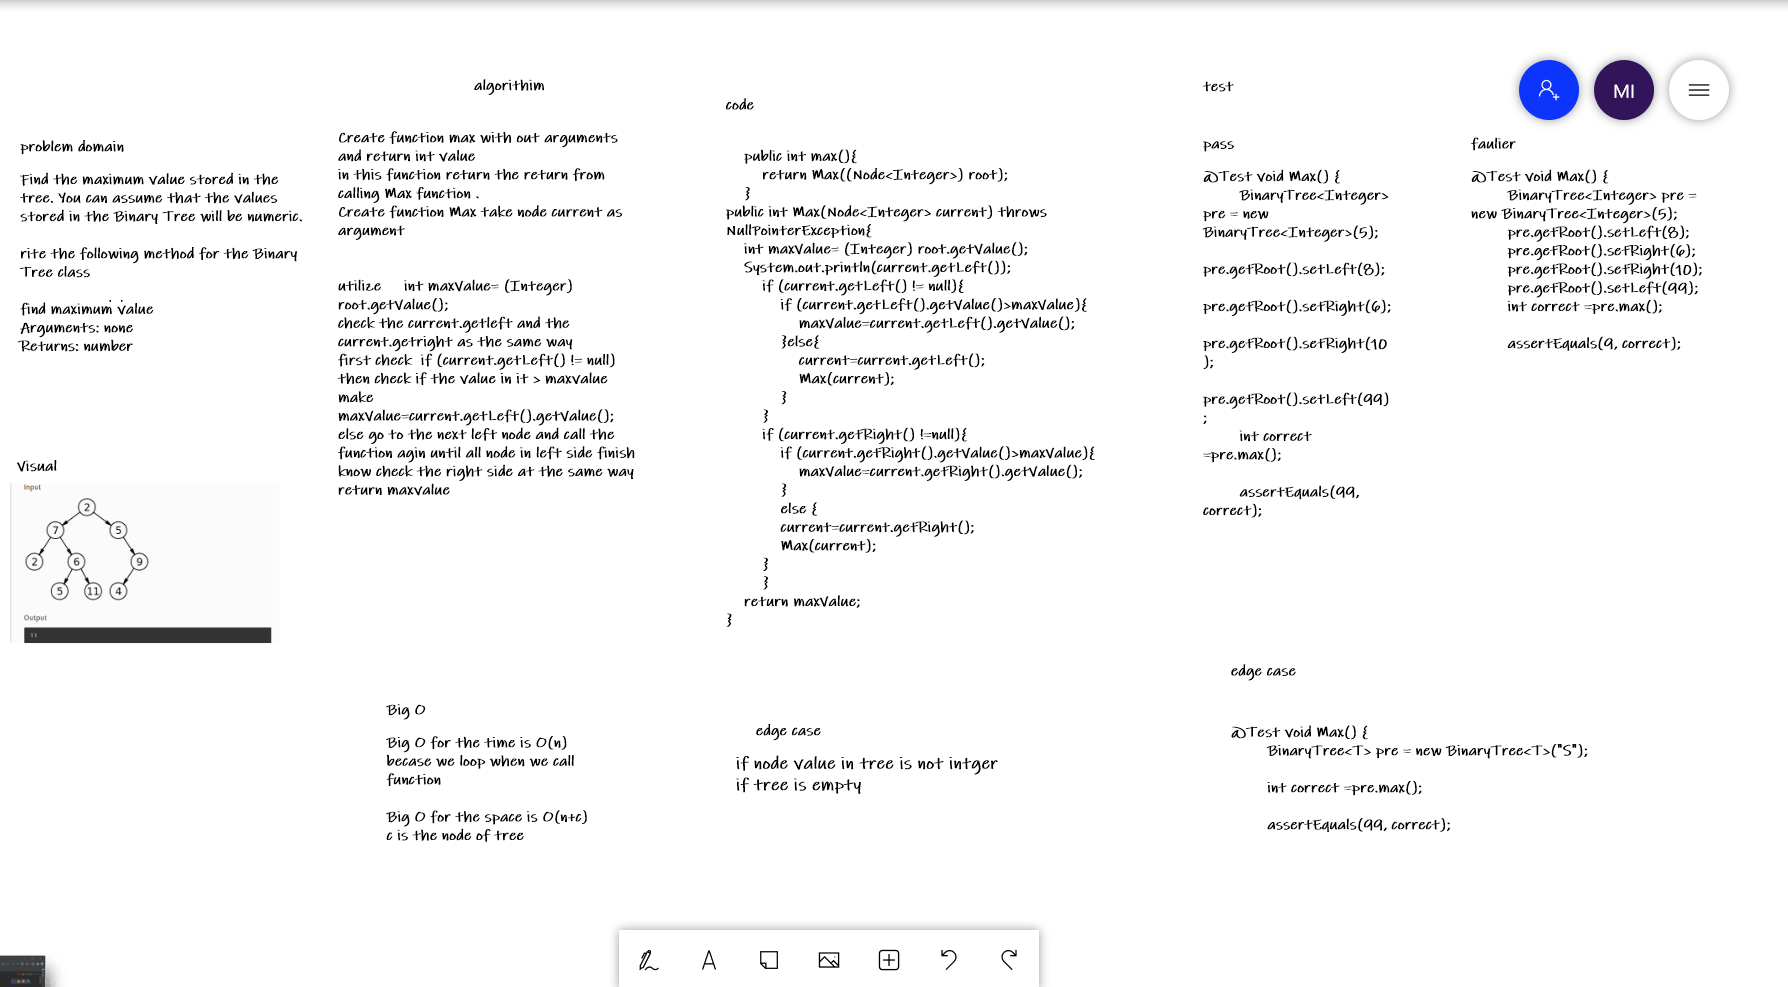 problem domain
Find the maximum value stored in the
tree. You can assume that the values
stored in the Binary Tree will be numeric.
rite the following method for the Binary
Tree class
find maximum value
Arguments: none
Returns: number
Visual
Input
2
7
5
2
6
9
5
11
4
Output
11
algorithim
Create function max with out arguments
and return int value
in this function return the return from
calling Max function .
Create function Max take node current as
argument
utilize int maxValue= (Integer)
root.getValue();
check the current.getleft and the
current.getright as the same way
first check if (current.getLeft() != null)
then check if the value in it > maxvalue
make
maxValue=current.getLeft().getValue();
else go to the next left node and call the
function agin until all node in left side finish
know check the right side at the same way
return maxvalue
Big O
Big O for the time is O(n)
becase we loop when we call
function
Big O for the space is O(n+c)
c is the node of tree
code
public int max(){
return Max((Node<Integer>) root);
}
public int Max(Node<Integer> current) throws
NullPointerException{
int maxValue= (Integer) root.getValue();
System.out.println(current.getLeft());
if (current.getLeft() != null){
if (current.getLeft().getValue()>maxValue){
maxValue=current.getLeft().getValue();
}else{
current=current.getLeft();
Max(current);
}
}
if (current.getRight() !=null){
if (current.getRight().getValue()>maxValue){
maxValue=current.getRight().getValue();
}
else {
current=current.getRight();
Max(current);
}
}
return maxValue;
}
edge case
if node value in tree is not intger
if tree is empty
test
pass
@Test void Max() {
BinaryTree<Integer>
pre = new
BinaryTree<Integer>(5);
pre.getRoot().setLeft(8);
pre.getRoot().setRight(6);
pre.getRoot().setRight(10
);
pre.getRoot().setLeft(99)
;
int correct
=pre.max();
assertEquals(99,
correct);
faulier
@Test void Max() {
BinaryTree<Integer> pre =
new BinaryTree<Integer>(5);
pre.getRoot().setLeft(8);
pre.getRoot().setRight(6);
pre.getRoot().setRight(10);
pre.getRoot().setLeft(99);
int correct =pre.max();
assertEquals(9, correct);
edge case
@Test void Max() {
BinaryTree<T> pre = new BinaryTree<T>("S");
int correct =pre.max();
assertEquals(99, correct);
MI